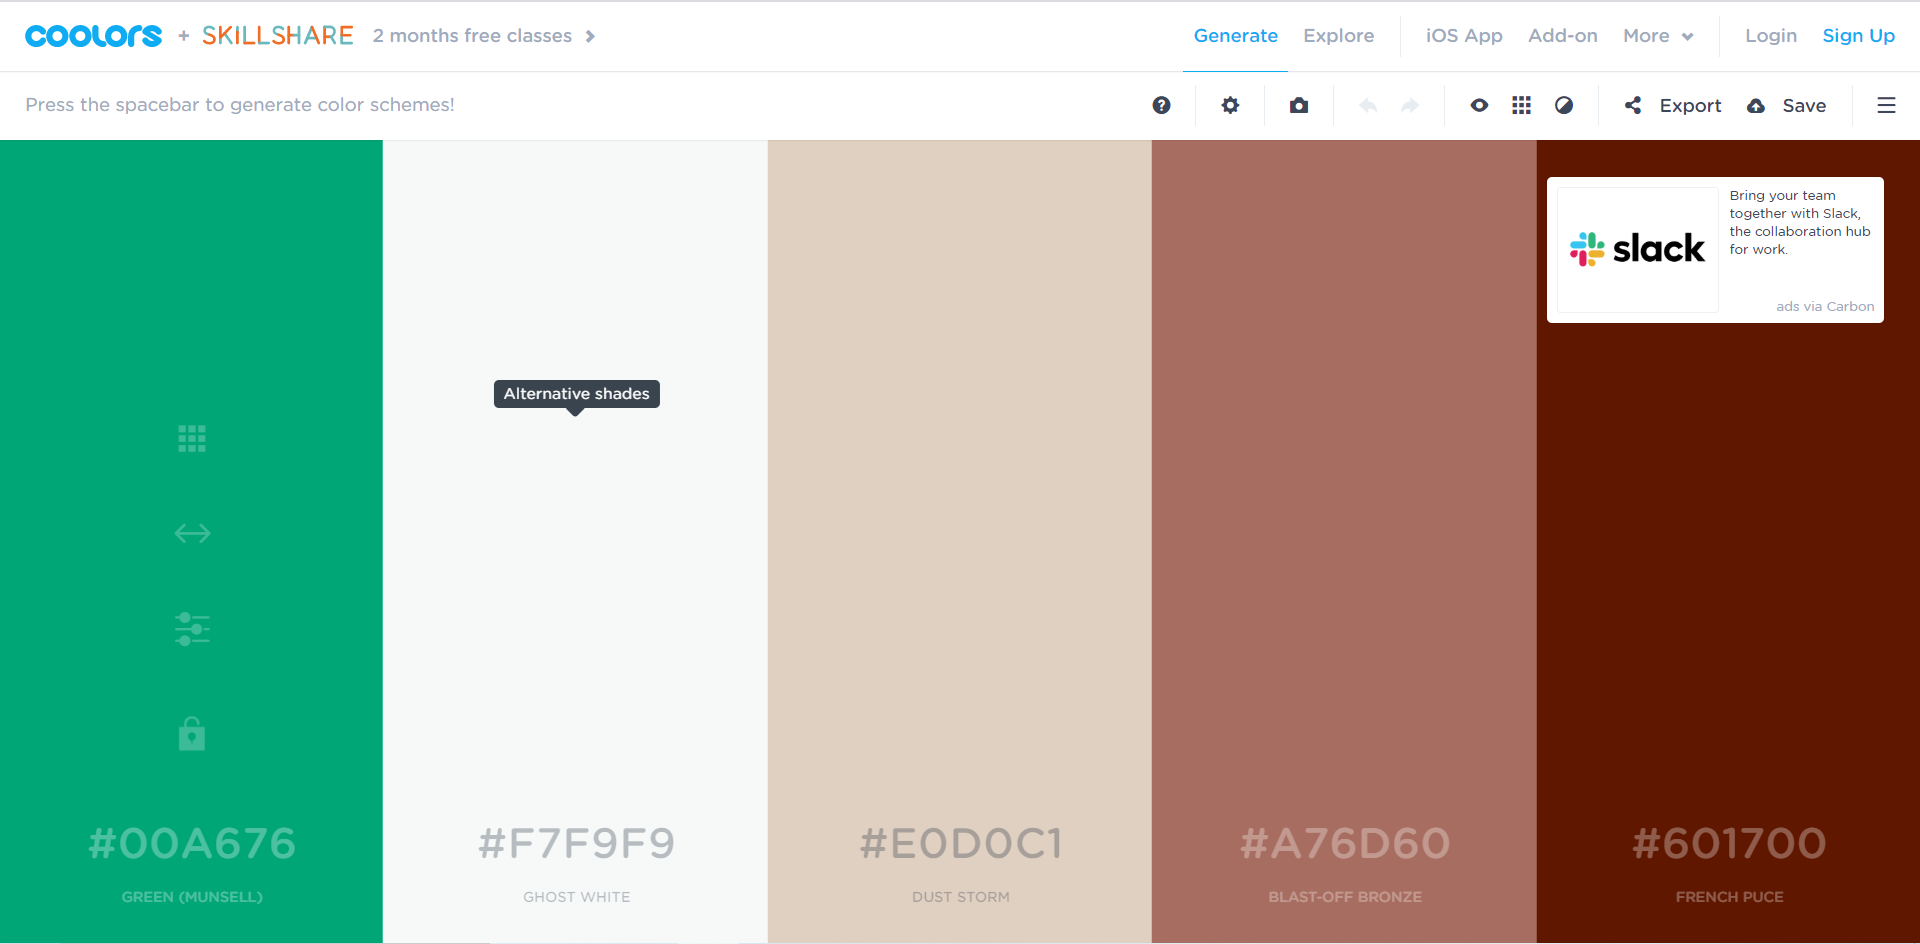 coolors + SKILLSHARE 2 months free classes
Generate Explore iOS App Add-on More Login Sign Up
Press the spacebar to generate color schemes!
? Export Save
Bring your team
together with Slack,
the collaboration hub
for work.
slack
ads via Carbon
Alternative shades
#00A676
GREEN (MUNSELL)
#F7F9F9
GHOST WHITE
#E0D0C1
DUST STORM
#A76D60
BLAST-OFF BRONZE
#601700
FRENCH PUCE